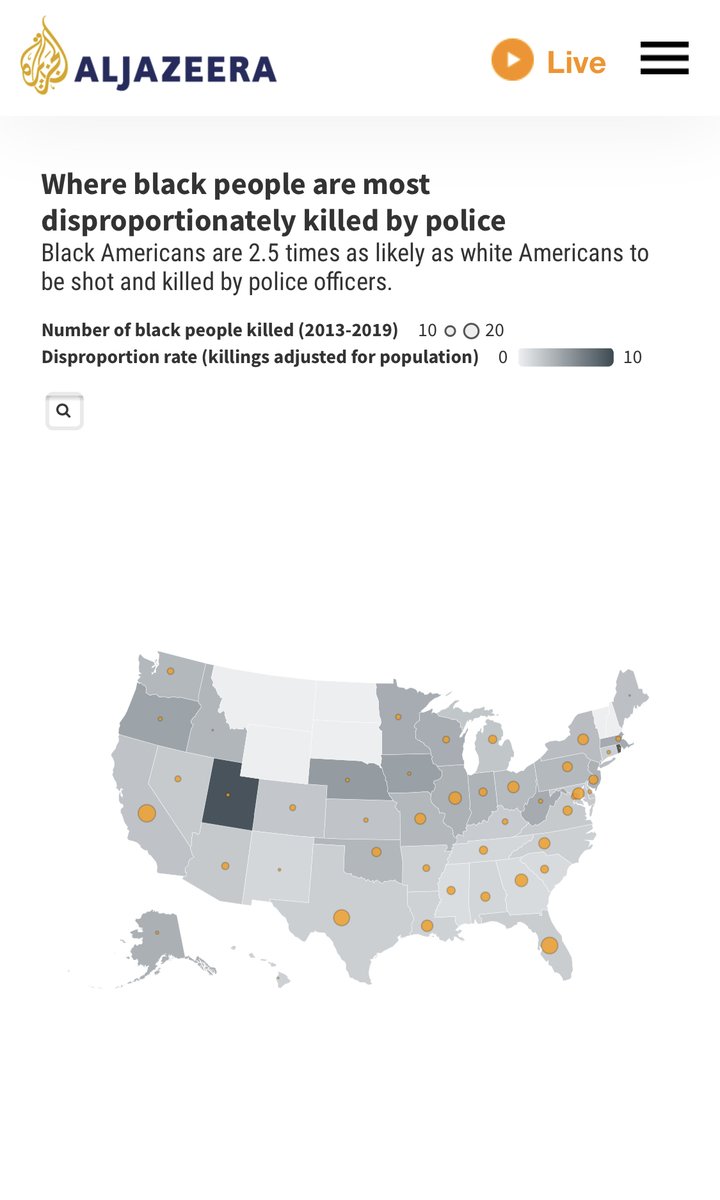 ALJAZEERA
Live
Where black people are most
disproportionately killed by police
Black Americans are 2.5 times as likely as white Americans to
be shot and killed by police officers.
Number of black people killed (2013-2019) 10 20
Disproportion rate (killings adjusted for population) 0 10